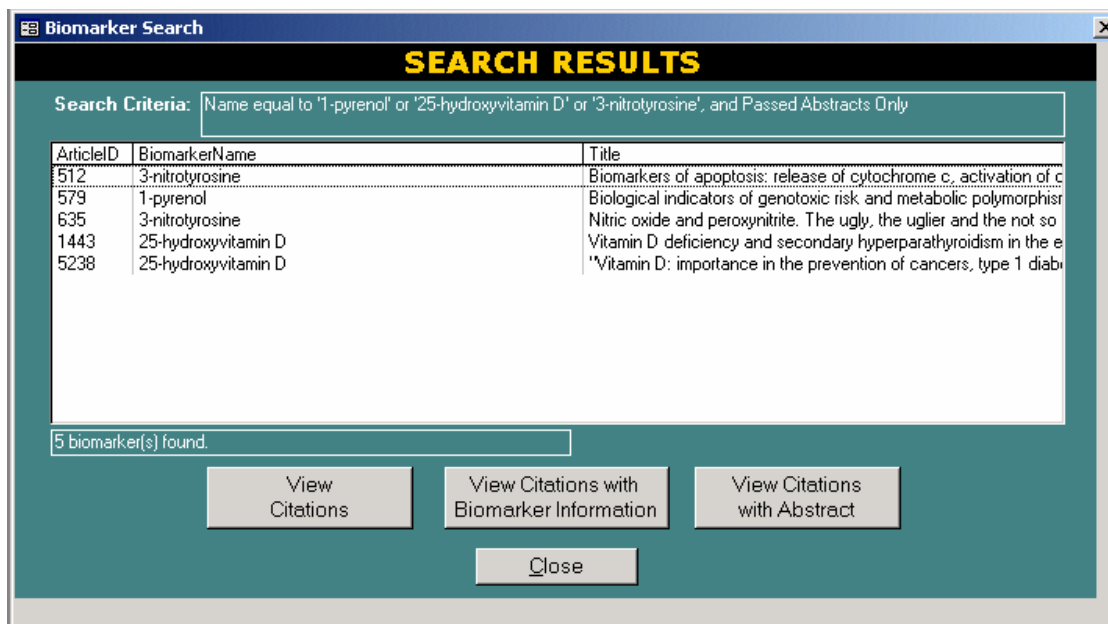 Biomarker Search
SEARCH RESULTS
Search Criteria: Name equal to '1-pyrenol' or '25-hydroxyvitamin D' or '3-nitrotyrosine', and Passed Abstracts Only
ArticleID BiomarkerName Title
512 3-nitrotyrosine Biomarkers of apoptosis: release of cytochrome c, activation of
579 1-pyrenol Biological indicators of genotoxic risk and metabolic
635 3-nitrotyrosine Nitric oxide and peroxynitrite. The ugly, the uglier and the not so
1443 25-hydroxyvitamin D Vitamin D deficiency and secondary hyperparathyroidism in the e
5238 25-hydroxyvitamin D "Vitamin D: importance in the prevention of cancers, type 1
5 biomarker(s) found.
View
Citations
View Citations with
Biomarker Information
View Citations
with Abstract
Close